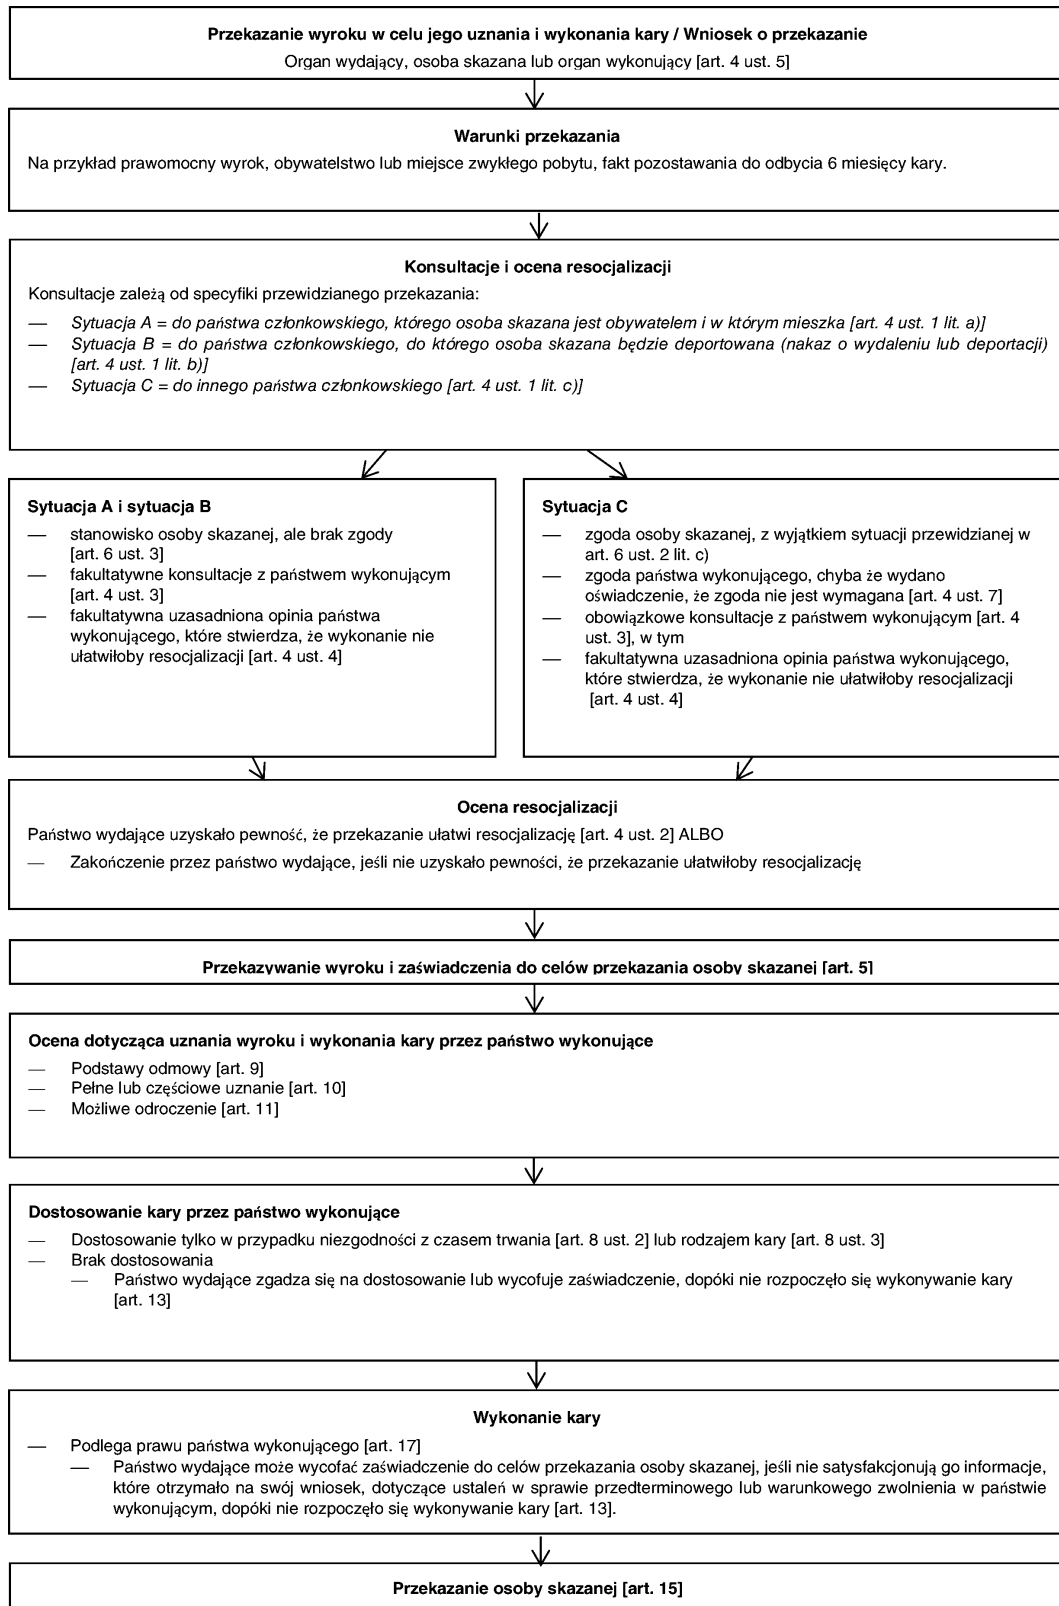 Przekazanie wyroku w celu jego uznania i wykonania kary / Wniosek o przekazanie
Organ wydający, osoba skazana lub organ wykonujący [art. 4 ust. 5]
Warunki przekazania
Na przykład prawomocny wyrok, obywatelstwo lub miejsce zwykłego pobytu, fakt pozostawania do odbycia 6 miesięcy kary.
Konsultacje i ocena resocjalizacji
Konsultacje zależą od specyfiki przewidzianego przekazania:
— Sytuacja A = do państwa członkowskiego, którego osoba skazana jest obywatelem i w którym mieszka [art. 4 ust. 1 lit. a)]
— Sytuacja B = do państwa członkowskiego, do którego osoba skazana będzie deportowana (nakaz o wydaleniu lub deportacji)
[art. 4 ust. 1 lit. b)]
— Sytuacja C = do innego państwa członkowskiego [art. 4 ust. 1 lit. c)]
Sytuacja A i sytuacja B
— stanowisko osoby skazanej, ale brak zgody
[art. 6 ust. 3]
— fakultatywne konsultacje z państwem wykonującym
[art. 4 ust. 3]
— fakultatywna uzasadniona opinia państwa
wykonującego, które stwierdza, że wykonanie nie
ułatwiłoby resocjalizacji [art. 4 ust. 4]
Sytuacja C
— zgoda osoby skazanej, z wyjątkiem sytuacji przewidzianej w
art. 6 ust. 2 lit. c)
— zgoda państwa wykonującego, chyba że wydano
oświadczenie, że zgoda nie jest wymagana [art. 4 ust. 7]
— obowiązkowe konsultacje z państwem wykonującym [art. 4
ust. 3], w tym
— fakultatywna uzasadniona opinia państwa wykonującego,
które stwierdza, że wykonanie nie ułatwiłoby resocjalizacji
[art. 4 ust. 4]
Ocena resocjalizacji
Państwo wydające uzyskało pewność, że przekazanie ułatwi resocjalizację [art. 4 ust. 2] ALBO
— Zakończenie przez państwo wydające, jeśli nie uzyskało pewności, że przekazanie ułatwiłoby resocjalizację
Przekazywanie wyroku i zaświadczenia do celów przekazania osoby skazanej [art. 5]
Ocena dotycząca uznania wyroku i wykonania kary przez państwo wykonujące
— Podstawy odmowy [art. 9]
— Pełne lub częściowe uznanie [art. 10]
— Możliwe odroczenie [art. 11]
Dostosowanie kary przez państwo wykonujące
— Dostosowanie tylko w przypadku niezgodności z czasem trwania [art. 8 ust. 2] lub rodzajem kary [art. 8 ust. 3]
— Brak dostosowania
— Państwo wydające zgadza się na dostosowanie lub wycofuje zaświadczenie, dopóki nie rozpoczęło się wykonywanie kary
[art. 13]
Wykonanie kary
— Podlega prawu państwa wykonującego [art. 17]
— Państwo wydające może wycofać zaświadczenie do celów przekazania osoby skazanej, jeśli nie satysfakcjonują go informacje,
które otrzymało na swój wniosek, dotyczące ustaleń w sprawie przedterminowego lub warunkowego zwolnienia w państwie
wykonującym, dopóki nie rozpoczęło się wykonywanie kary [art. 13].
Przekazanie osoby skazanej [art. 15]